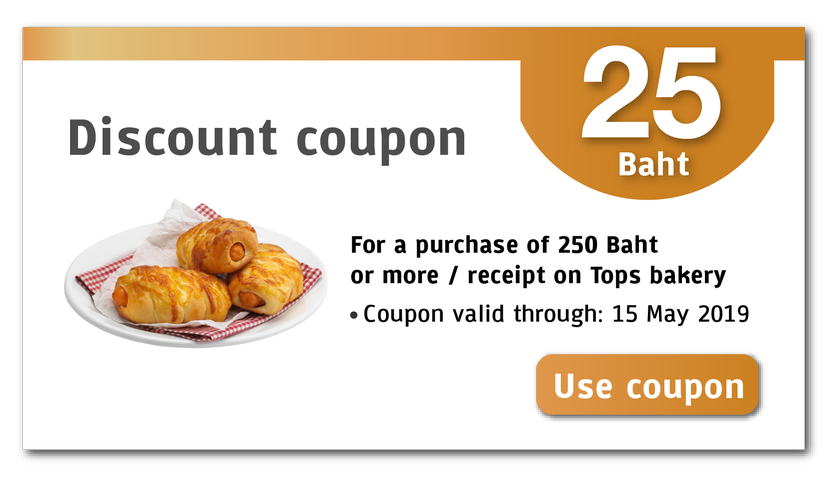 25
Baht
Discount coupon
For a purchase of 250 Baht
or more / receipt on Tops bakery
• Coupon valid through: 15 May 2019
Use coupon